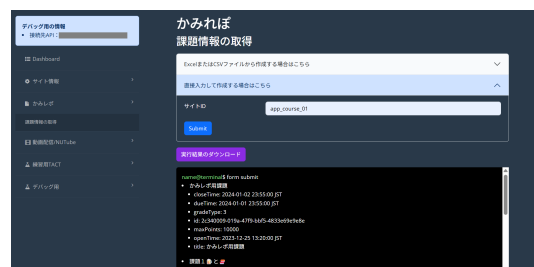 デバッグ用の情報
接続先API：
Dashboard
サイト情報
かみレポ
課題情報の取得
動画配信/NUTube
練習用TACT
デバッグ用
かみれぽ
課題情報の取得
ExcelまたはCSVファイルから作成する場合はこちら
直接入力して作成する場合はこちら
サイトID
app_course_01
Submit
実行結果のダウンロード
name@terminal$ form submit
かみレポ用課題
closeTime: 2024-01-02 23:55:00 JST
dueTime: 2024-01-01 23:55:00 JST
gradeType: 3
id: 2c340009-019a-47f9-bbf5-4833e69e9e8e
maxPoints: 10000
openTime: 2023-12-25 13:20:00 JST
title: かみレポ用課題
課題１ と